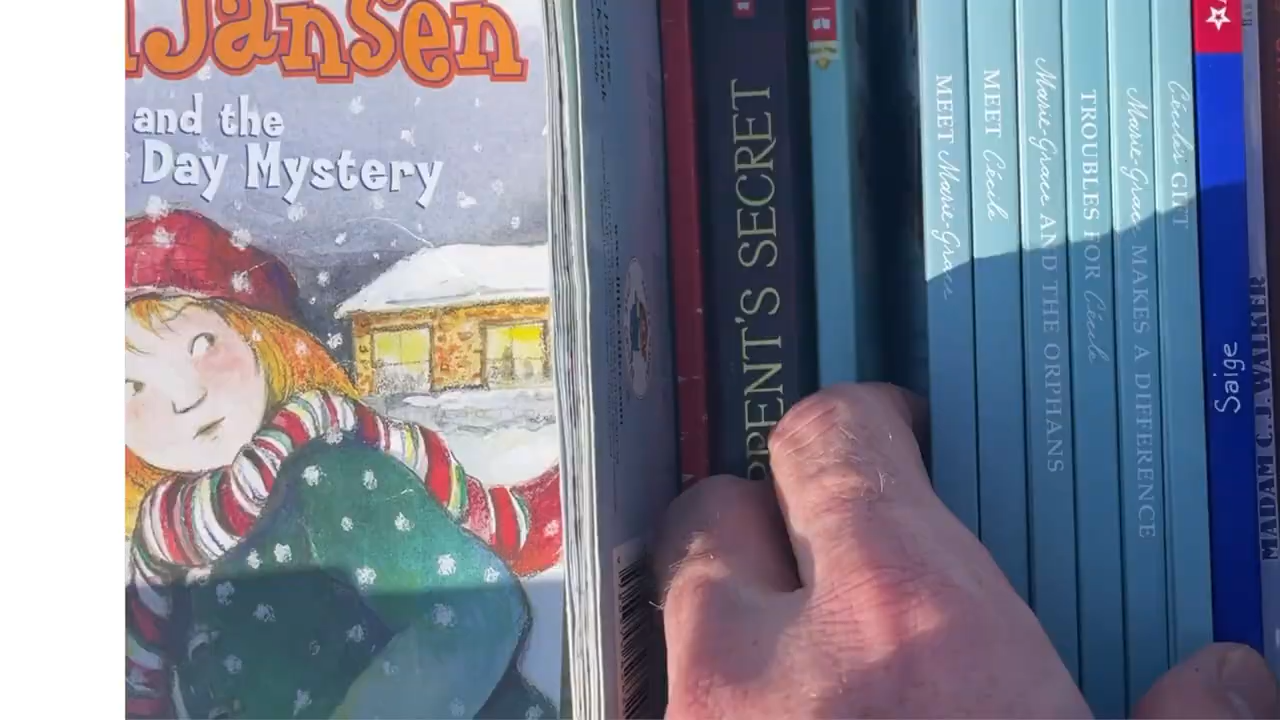 Jansen
and the
Day Mystery
SECRET
MEET Marie-Grace
MEET Cécile
Marie-Grace AND THE ORPHANS
TROUBLES FOR Cécile
Marie-Grace MAKES A DIFFERENCE
Cécile's GIFT
Saige
MADAM C.J. WALKER